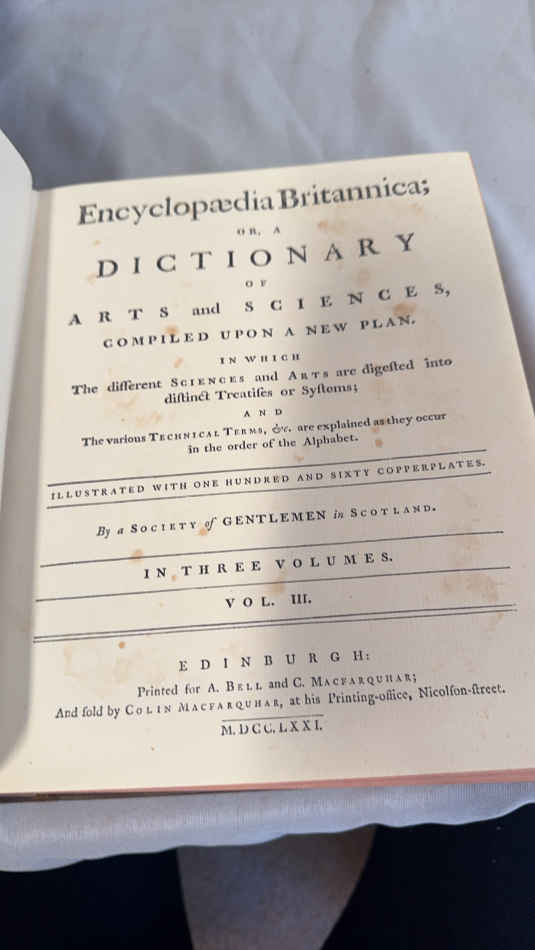 Encyclopædia Britannica;
OR, A
DICTIONARY
OF
ARTS and SCIENCES,
COMPILED UPON A NEW PLAN.
IN WHICH
The different SCIENCES and ARTS are digeſted into
diſtinct Treatiſes or Syſtems;
AND
The various TECHNICAL TERMS, &c. are explained as they occur
in the order of the Alphabet.
ILLUSTRATED WITH ONE HUNDRED AND SIXTY COPPERPLATES.
By a SOCIETY of GENTLEMEN in SCOTLAND.
IN THREE VOLUMES.
VOL. III.
EDINBURGH:
Printed for A. BELL and C. MACFARQUHAR;
And ſold by COLIN MACFARQUHAR, at his Printing-office, Nicolſon-ſtreet.
M.DCC.LXXI.